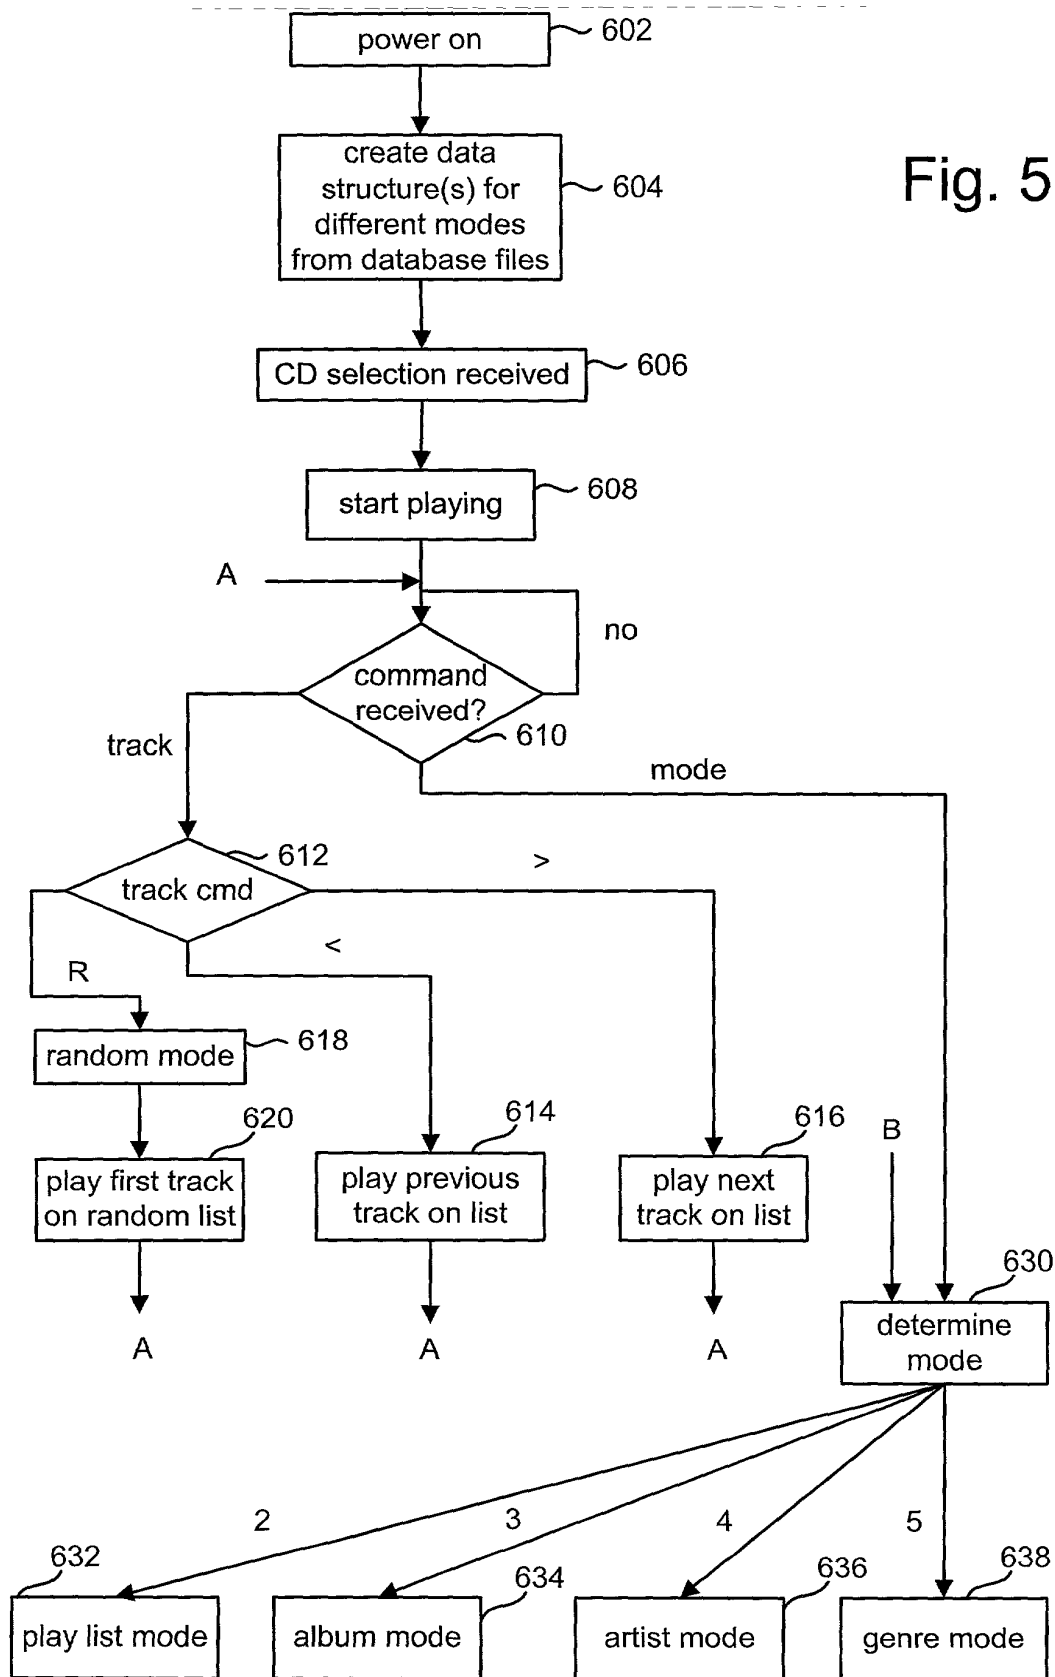 power on
602
create data
structure(s) for
different modes
from database files
604
Fig. 5
CD selection received
606
start playing
608
A
no
command
received?
610
track
mode
612
track cmd
>
<
R
random mode
618
620
614
616
B
play first track
on random list
play previous
track on list
play next
track on list
A
A
A
630
determine
mode
2
3
4
5
632
634
636
638
play list mode
album mode
artist mode
genre mode